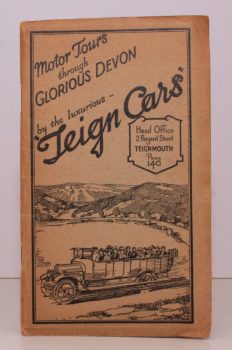 Motor Tours
through
GLORIOUS DEVON
by the luxurious -
"Teign Cars"
Head Office
2 Regent Street
TEIGNMOUTH
Phone
140